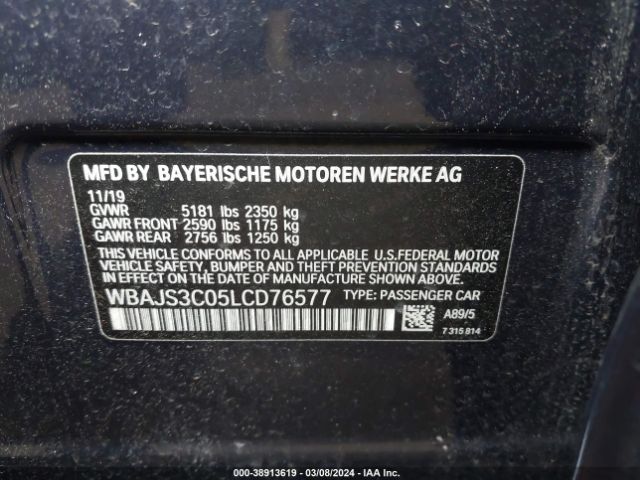 MFD BY BAYERISCHE MOTOREN WERKE AG
11/19
GVWR 5181 lbs 2350 kg
GAWR FRONT 2590 lbs 1175 kg
GAWR REAR 2756 lbs 1250 kg
THIS VEHICLE CONFORMS TO ALL APPLICABLE U.S.FEDERAL MOTOR
VEHICLE SAFETY, BUMPER AND THEFT PREVENTION STANDARDS
IN EFFECT ON THE DATE OF MANUFACTURE SHOWN ABOVE.
WBAJS3C05LCD76577 TYPE: PASSENGER CAR
A89/5
7 315 814
000-38913619 - 03/08/2024 - IAA Inc.